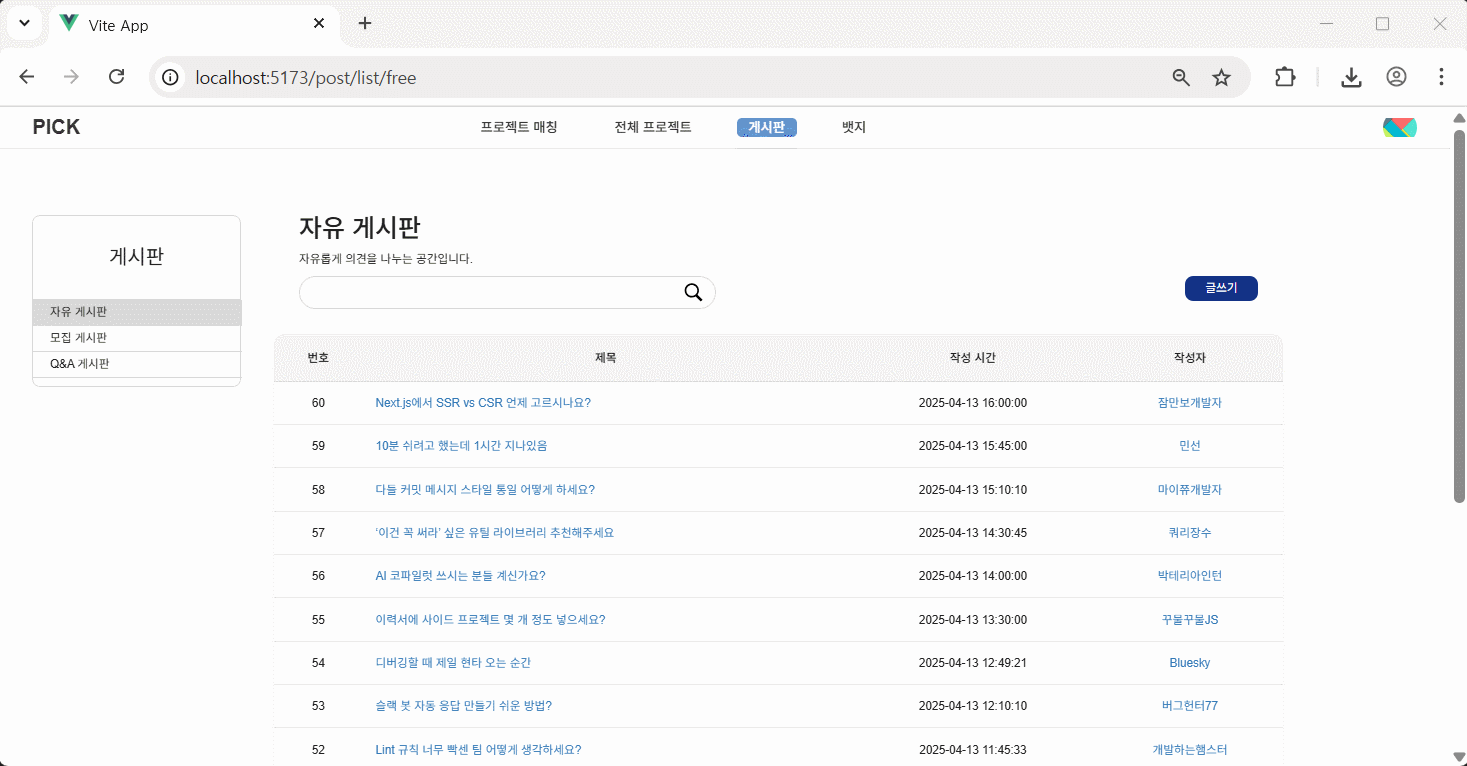 Vite App
localhost:5173/post/list/free
PICK
프로젝트 매칭 전체 프로젝트 게시판 뱃지
게시판
자유 게시판
모집 게시판
Q&A 게시판
자유 게시판
자유롭게 의견을 나누는 공간입니다.
글쓰기
번호 제목 작성 시간 작성자
60 Next.js에서 SSR vs CSR 언제 고르시나요? 2025-04-13 16:00:00 잠만보개발자
59 10분 쉬려고 했는데 1시간 지나있음 2025-04-13 15:45:00 민선
58 다들 커밋 메시지 스타일 통일 어떻게 하세요? 2025-04-13 15:10:10 마이쮸개발자
57 ‘이건 꼭 써라’ 싶은 유틸 라이브러리 추천해주세요 2025-04-13 14:30:45 쿼리장수
56 AI 코파일럿 쓰시는 분들 계신가요? 2025-04-13 14:00:00 박테리아인턴
55 이력서에 사이드 프로젝트 몇 개 정도 넣으세요? 2025-04-13 13:30:00 꾸물꾸물JS
54 디버깅할 때 제일 현타 오는 순간 2025-04-13 12:49:21 Bluesky
53 슬랙 봇 자동 응답 만들기 쉬운 방법? 2025-04-13 12:10:10 버그헌터77
52 Lint 규칙 너무 빡센 팀 어떻게 생각하세요? 2025-04-13 11:45:33 개발하는햄스터